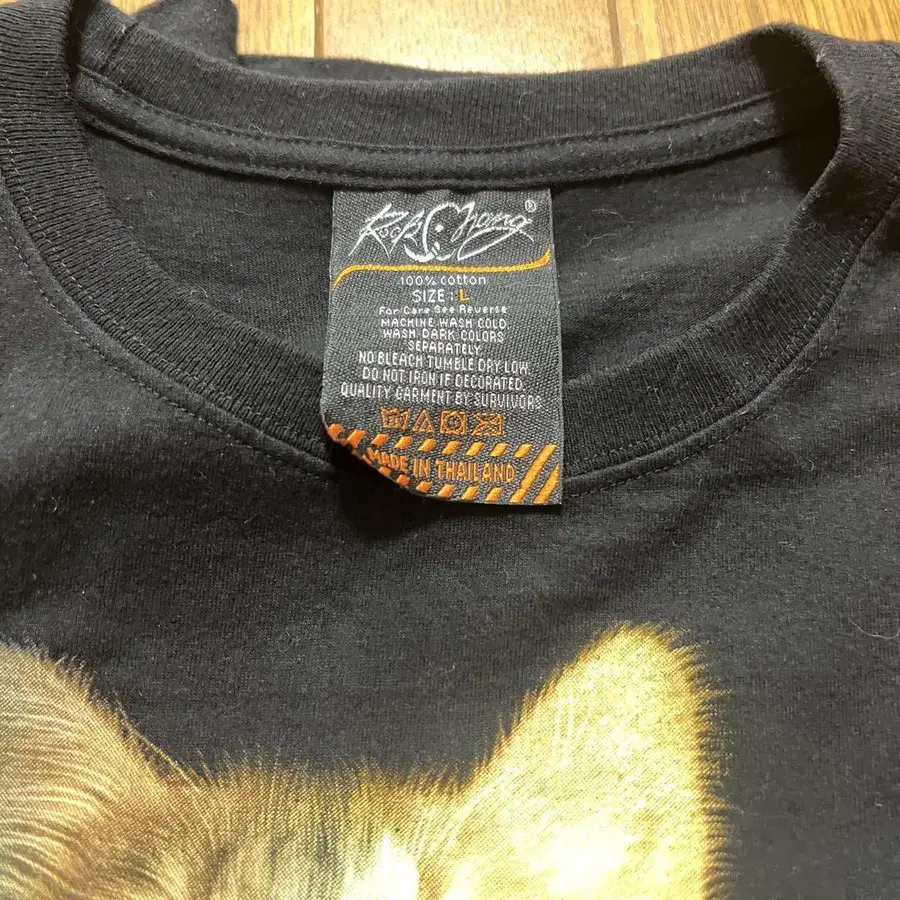 Rock Chang ®
100% cotton
SIZE: L
For Care See Reverse
MACHINE WASH COLD.
WASH DARK COLORS
SEPARATELY.
NO BLEACH TUMBLE DRY LOW.
DO NOT IRON IF DECORATED.
QUALITY GARMENT BY SURVIVORS
MADE IN THAILAND